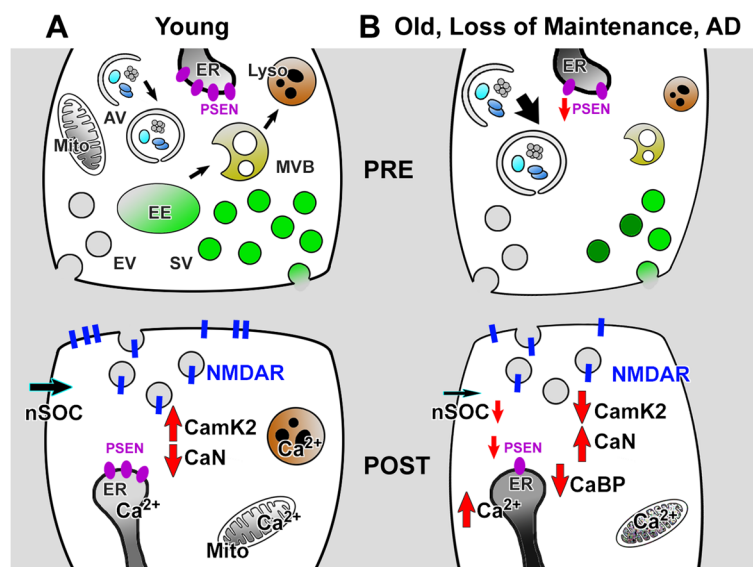 A Young
B Old, Loss of Maintenance, AD
ER
Lyso
PSEN
AV
Mito
MVB
EE
EV
SV
ER
PSEN
PRE
NMDAR
nSOC
CamK2
CaN
PSEN
ER
Ca2+
Ca2+
Ca2+
Mito
POST
NMDAR
nSOC
CamK2
CaN
PSEN
ER
CaBP
Ca2+
Ca2+